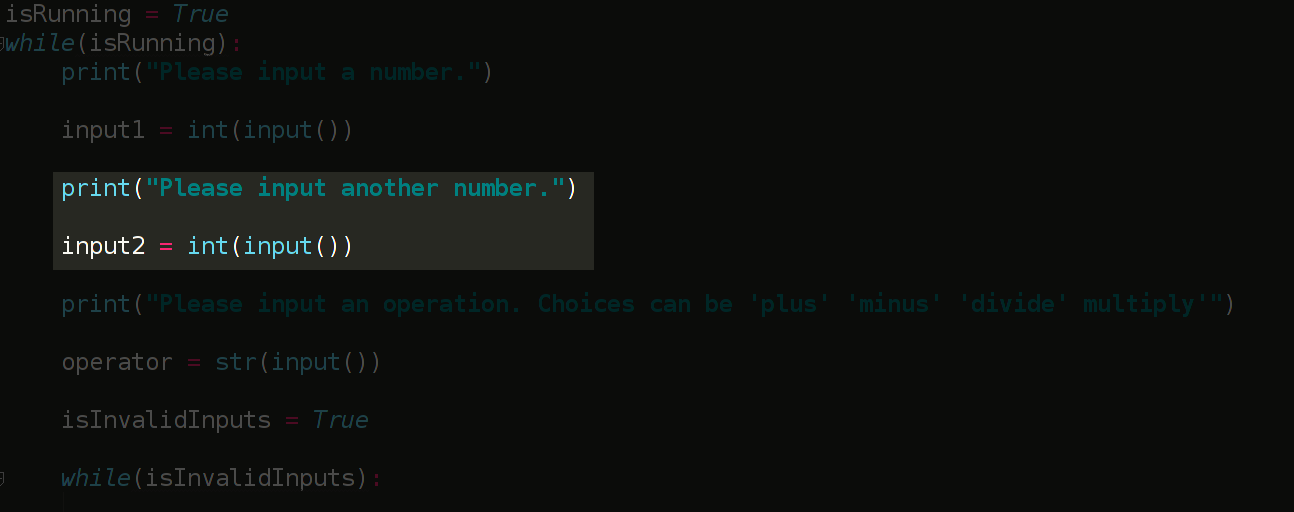 isRunning = True
while(isRunning):
print("Please input a number.")
input1 = int(input())
print("Please input another number.")
input2 = int(input())
print("Please input an operation. Choices can be 'plus' 'minus' 'divide' multiply'")
operator = str(input())
isInvalidInputs = True
while(isInvalidInputs):